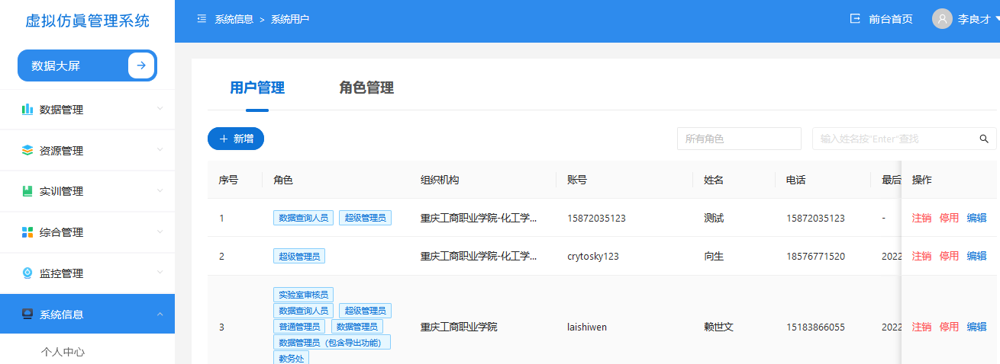 虚拟仿真管理系统
系统信息 > 系统用户
前台首页
李良才
数据大屏
数据管理
资源管理
实训管理
综合管理
监控管理
系统信息
个人中心
用户管理 角色管理
新增
所有角色
输入姓名按"Enter"查找
序号 角色 组织机构 账号 姓名 电话 最后 操作
1 数据查询人员 超级管理员 重庆工商职业学院-化工学... 15872035123 测试 15872035123 - 注销 停用 编辑
2 超级管理员 重庆工商职业学院-化工学... crytosky123 向生 18576771520 2022 注销 停用 编辑
实验室审核员
数据查询人员 超级管理员
3 普通管理员 数据管理员 重庆工商职业学院 laishiwen 赖世文 15183866055 2022 注销 停用 编辑
数据管理员（包含导出功能）
教务处